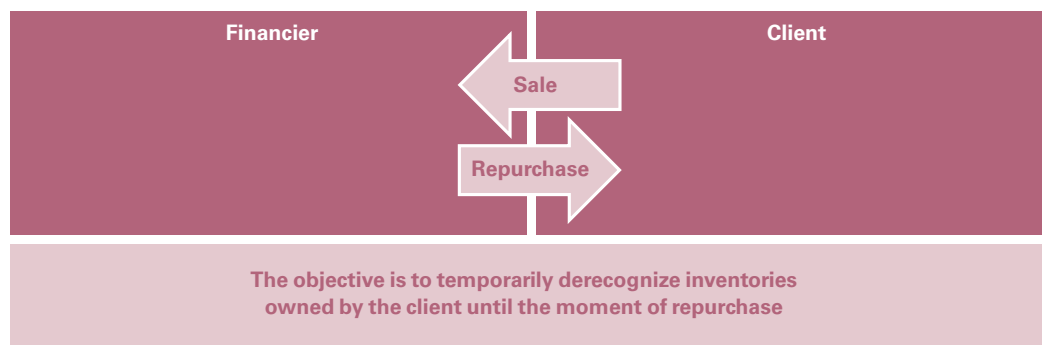 Financier
Client
Sale
Repurchase
The objective is to temporarily derecognize inventories
owned by the client until the moment of repurchase